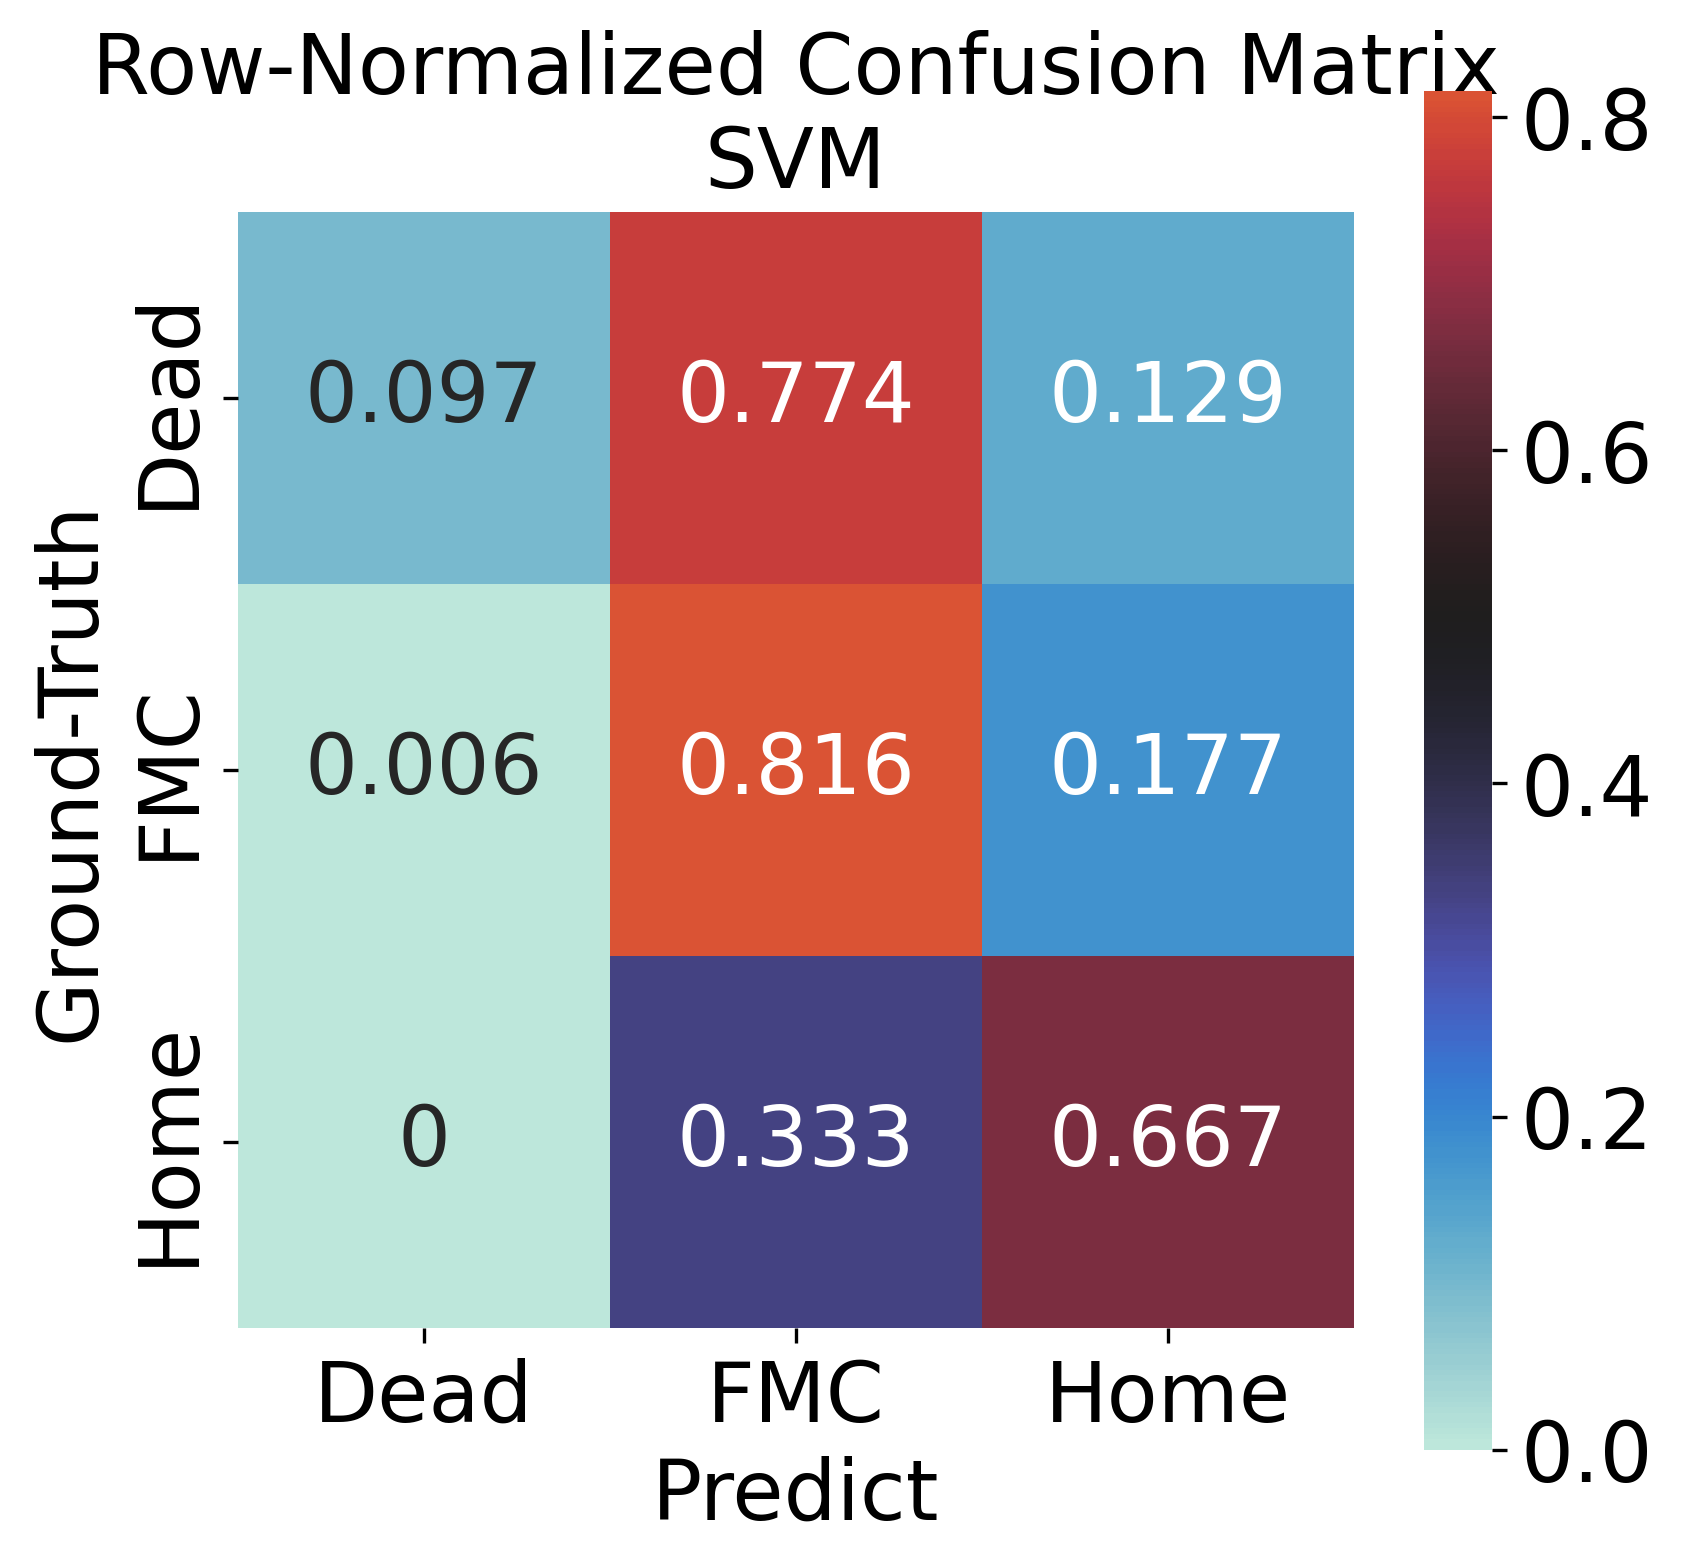 Row-Normalized Confusion Matrix
SVM
Ground-Truth
Dead
0.097 0.774 0.129
FMC
0.006 0.816 0.177
Home
0 0.333 0.667
Dead FMC Home
Predict
0.8
0.6
0.4
0.2
0.0